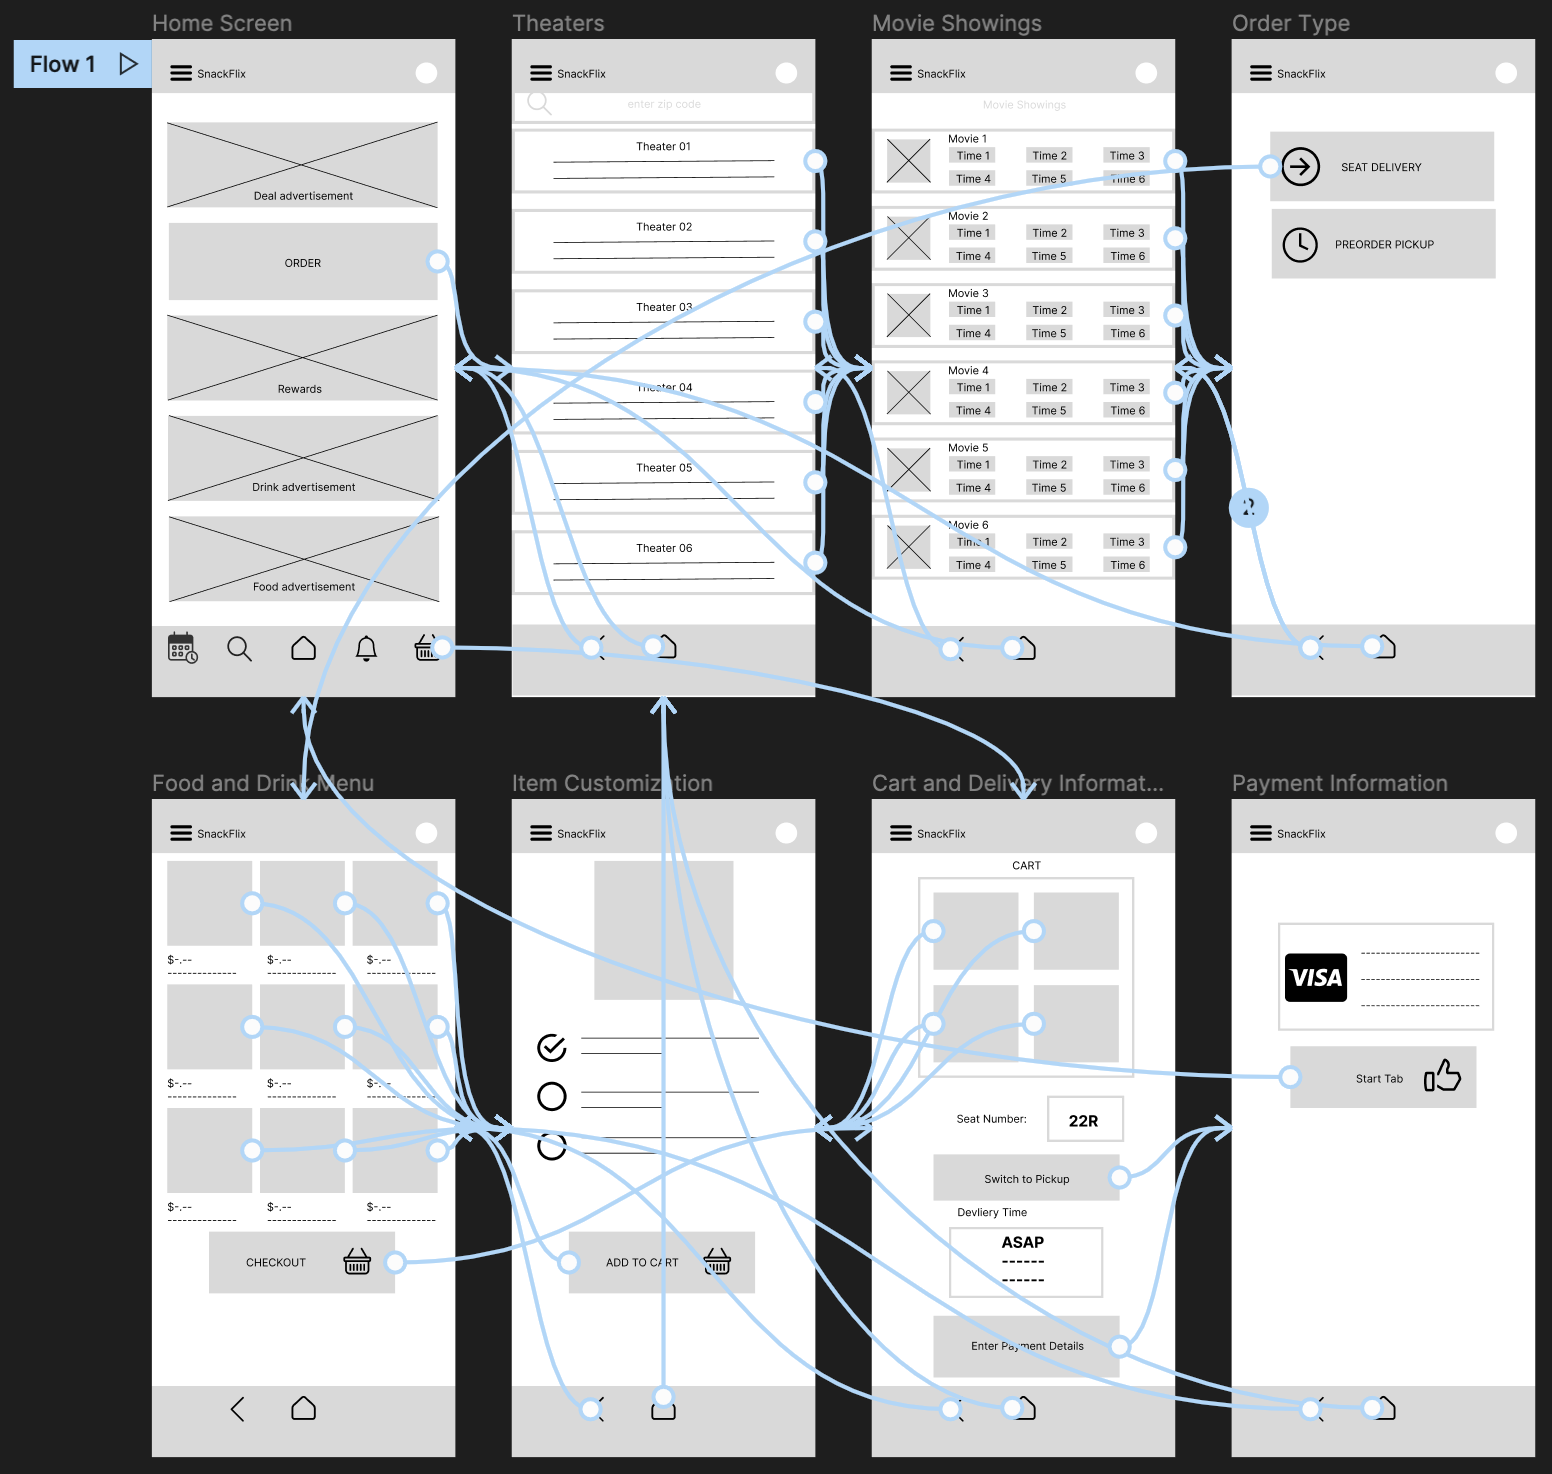 Home Screen
Theaters
Movie Showings
Order Type
Flow 1
SnackFlix
Deal advertisement
ORDER
Rewards
Drink advertisement
Food advertisement
SnackFlix
enter zip code
Theater 01
Theater 02
Theater 03
Theater 04
Theater 05
Theater 06
SnackFlix
Movie Showings
Movie 1
Time 1 Time 2 Time 3
Time 4 Time 5 Time 6
Movie 2
Time 1 Time 2 Time 3
Time 4 Time 5 Time 6
Movie 3
Time 1 Time 2 Time 3
Time 4 Time 5 Time 6
Movie 4
Time 1 Time 2 Time 3
Time 4 Time 5 Time 6
Movie 5
Time 1 Time 2 Time 3
Time 4 Time 5 Time 6
Movie 6
Time 1 Time 2 Time 3
Time 4 Time 5 Time 6
SnackFlix
SEAT DELIVERY
PREORDER PICKUP
Food and Drink Menu
Item Customization
Cart and Delivery Informat...
Payment Information
SnackFlix
$-.-- $-.-- $-.--
$-.-- $-.-- $-.--
$-.-- $-.-- $-.--
CHECKOUT
SnackFlix
ADD TO CART
SnackFlix
CART
Seat Number: 22R
Switch to Pickup
Devliery Time
ASAP
------
------
Enter Payment Details
SnackFlix
VISA
Start Tab